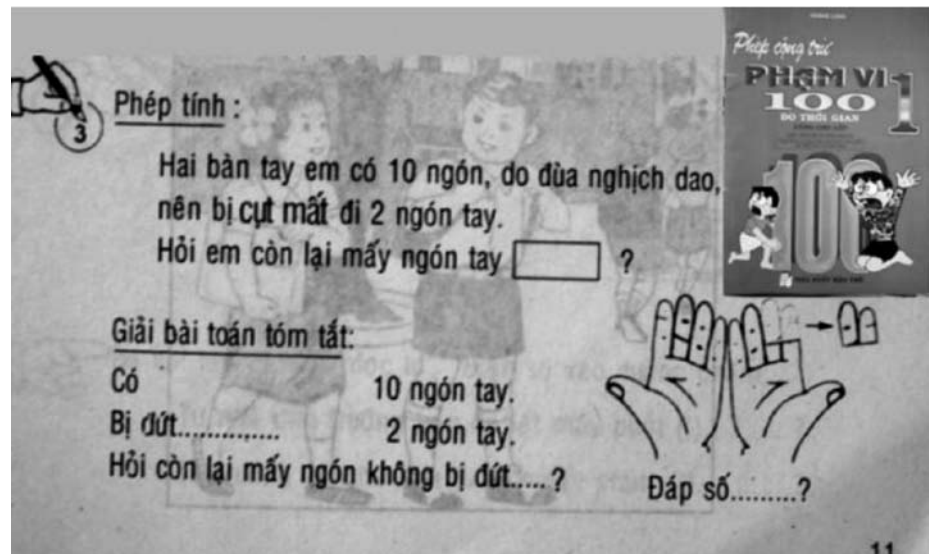 Phép cộng trừ
PHẠM VI 1
100
DO THỜI GIAN
100
3
Phép tính :
Hai bàn tay em có 10 ngón, do đùa nghịch dao,
nên bị cụt mất đi 2 ngón tay.
Hỏi em còn lại mấy ngón tay ?
Giải bài toán tóm tắt:
Có 10 ngón tay.
Bị đứt.............. 2 ngón tay.
Hỏi còn lại mấy ngón không bị đứt.....?
Đáp số.........?
11